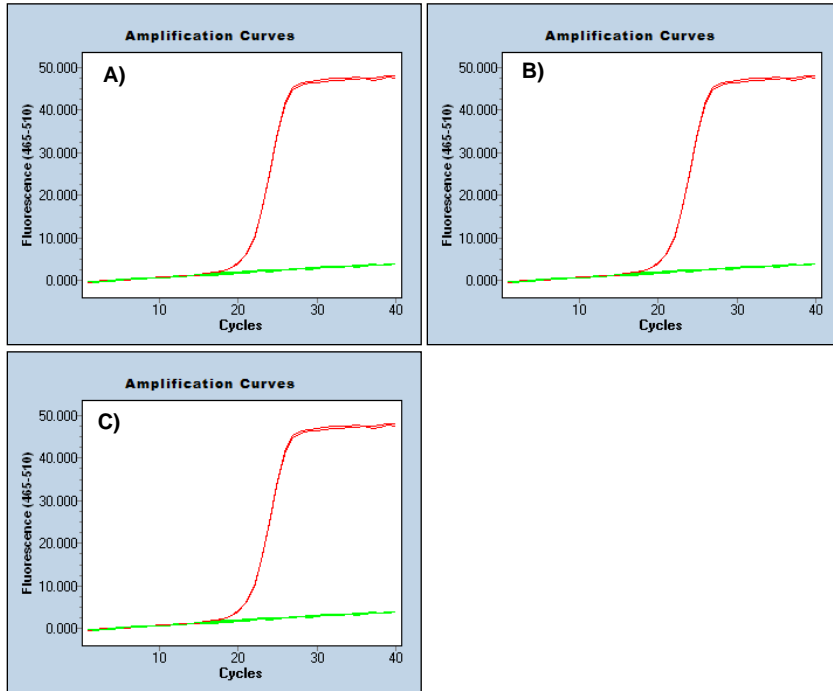 Amplification Curves
A)
Fluorescence (465-510)
50.000
40.000
30.000
20.000
10.000
0.000
10 20 30 40
Cycles
Amplification Curves
B)
Fluorescence (465-510)
50.000
40.000
30.000
20.000
10.000
0.000
10 20 30 40
Cycles
Amplification Curves
C)
Fluorescence (465-510)
50.000
40.000
30.000
20.000
10.000
0.000
10 20 30 40
Cycles